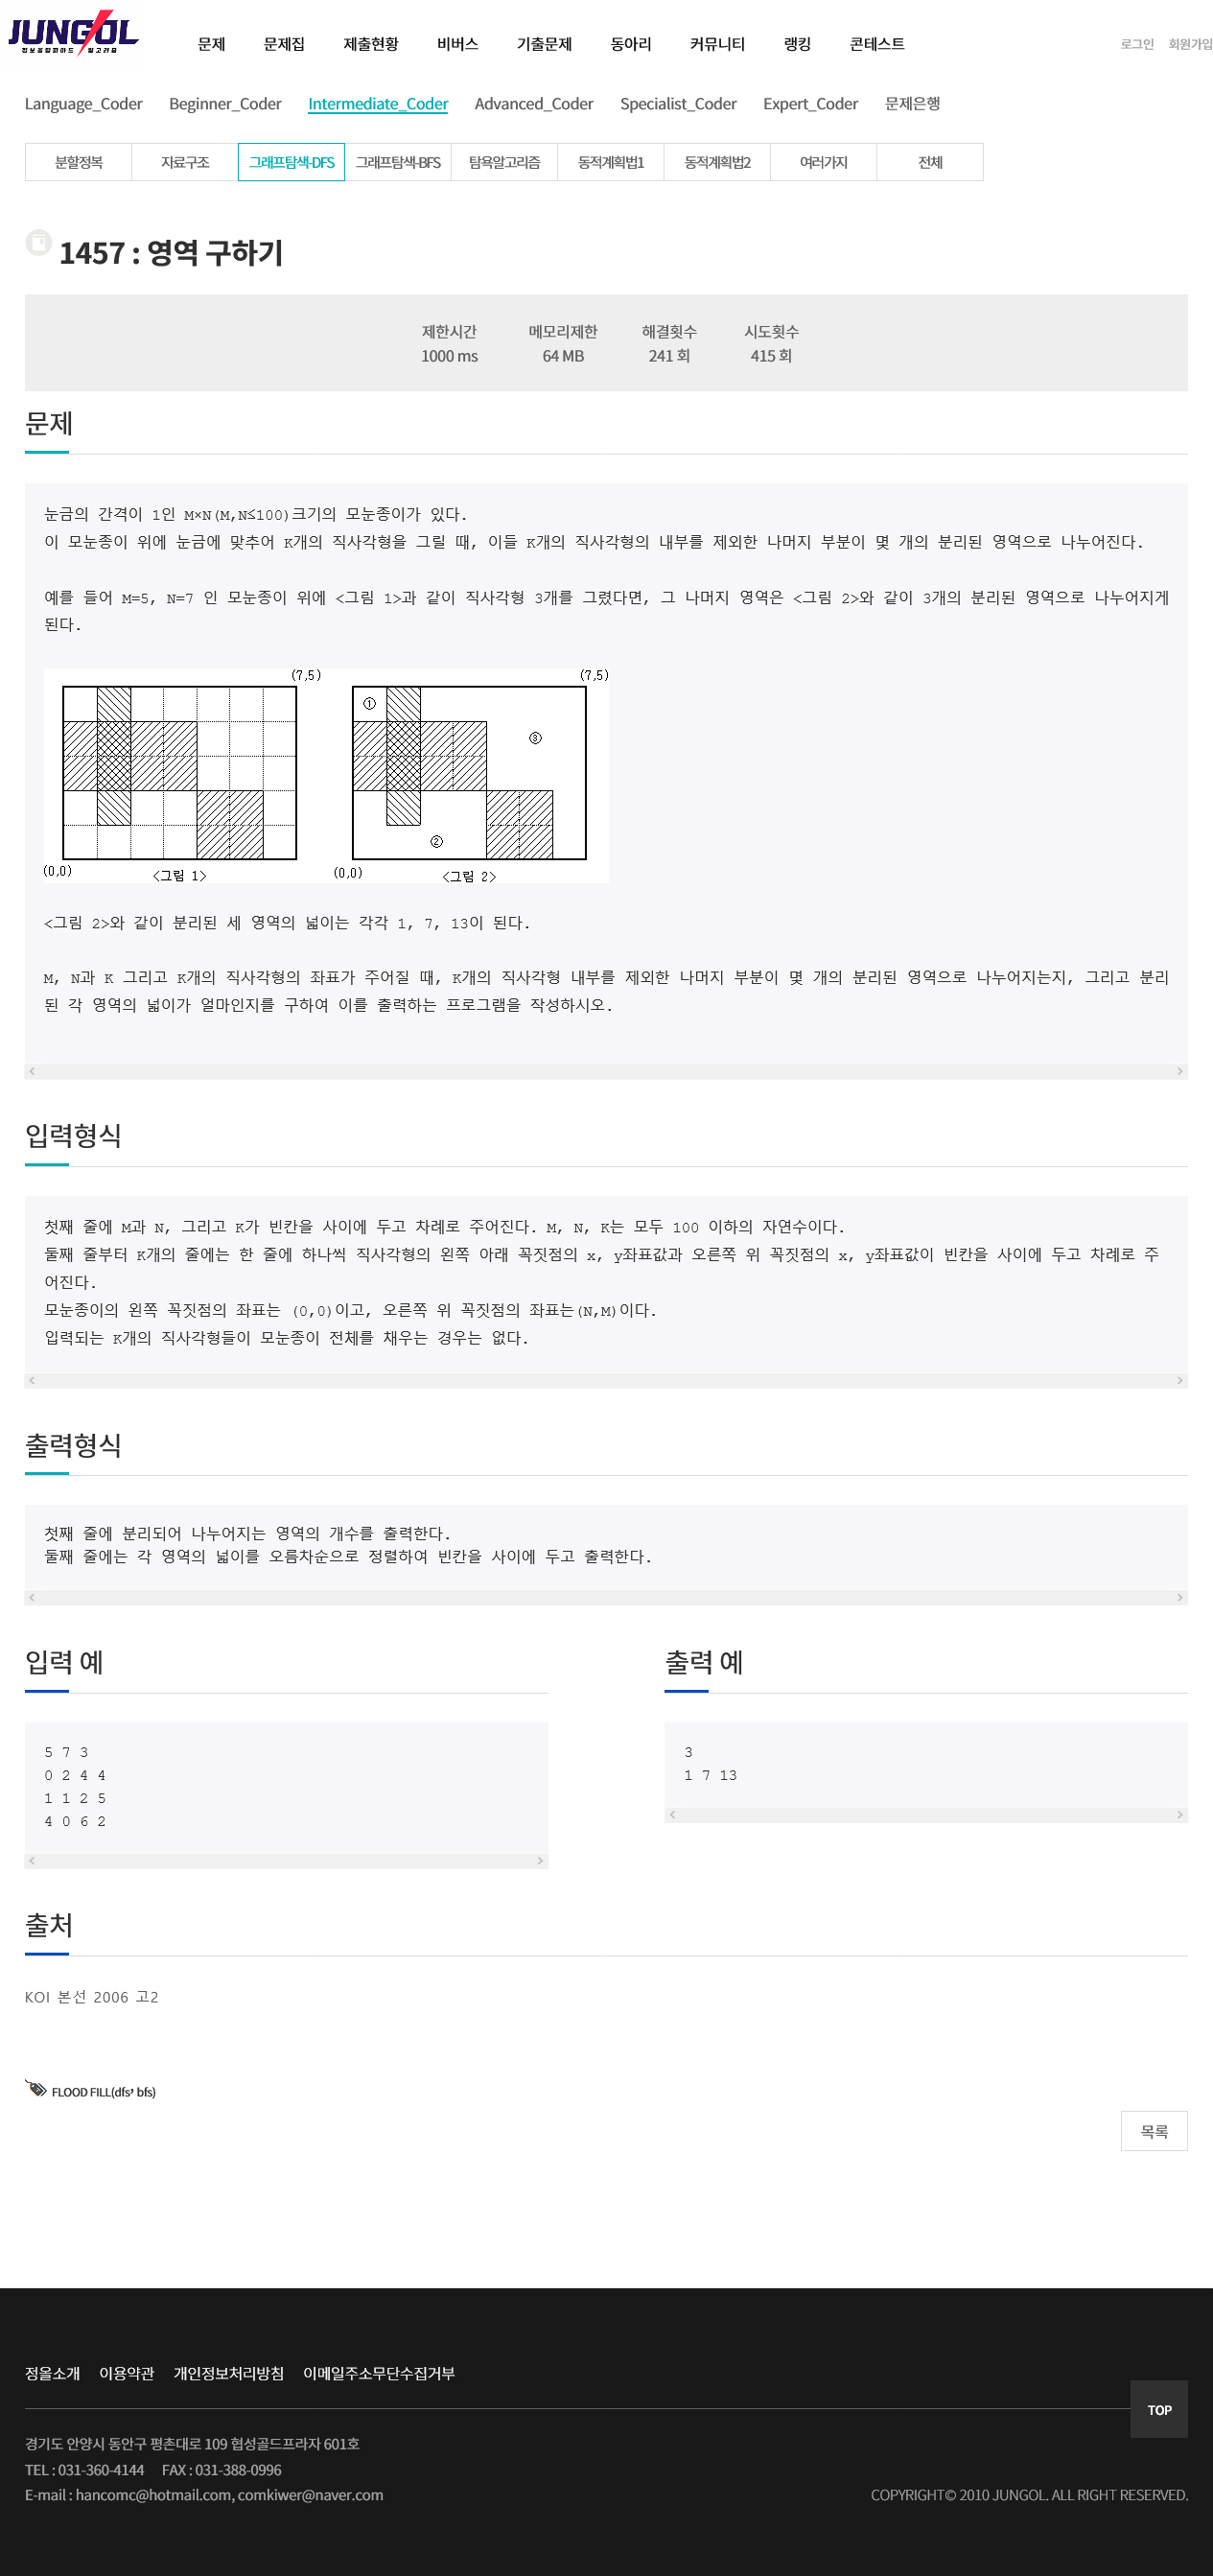 JUNGOL
정보올림피아드 알고리즘
문제 문제집 제출현황 비버스 기출문제 동아리 커뮤니티 랭킹 콘테스트 로그인 회원가입
Language_Coder Beginner_Coder Intermediate_Coder Advanced_Coder Specialist_Coder Expert_Coder 문제은행
분할정복 자료구조 그래프탐색-DFS 그래프탐색-BFS 탐욕알고리즘 동적계획법1 동적계획법2 여러가지 전체
1457 : 영역 구하기
제한시간 메모리제한 해결횟수 시도횟수
1000 ms 64 MB 241 회 415 회
문제
눈금의 간격이 1인 M×N(M,N≤100)크기의 모눈종이가 있다.
이 모눈종이 위에 눈금에 맞추어 K개의 직사각형을 그릴 때, 이들 K개의 직사각형의 내부를 제외한 나머지 부분이 몇 개의 분리된 영역으로 나누어진다.
예를 들어 M=5, N=7 인 모눈종이 위에 <그림 1>과 같이 직사각형 3개를 그렸다면, 그 나머지 영역은 <그림 2>와 같이 3개의 분리된 영역으로 나누어지게
된다.
(7,5) (7,5)
①
③
②
(0,0) <그림 1> (0,0) <그림 2>
<그림 2>와 같이 분리된 세 영역의 넓이는 각각 1, 7, 13이 된다.
M, N과 K 그리고 K개의 직사각형의 좌표가 주어질 때, K개의 직사각형 내부를 제외한 나머지 부분이 몇 개의 분리된 영역으로 나누어지는지, 그리고 분리
된 각 영역의 넓이가 얼마인지를 구하여 이를 출력하는 프로그램을 작성하시오.
입력형식
첫째 줄에 M과 N, 그리고 K가 빈칸을 사이에 두고 차례로 주어진다. M, N, K는 모두 100 이하의 자연수이다.
둘째 줄부터 K개의 줄에는 한 줄에 하나씩 직사각형의 왼쪽 아래 꼭짓점의 x, y좌표값과 오른쪽 위 꼭짓점의 x, y좌표값이 빈칸을 사이에 두고 차례로 주
어진다.
모눈종이의 왼쪽 꼭짓점의 좌표는 (0,0)이고, 오른쪽 위 꼭짓점의 좌표는(N,M)이다.
입력되는 K개의 직사각형들이 모눈종이 전체를 채우는 경우는 없다.
출력형식
첫째 줄에 분리되어 나누어지는 영역의 개수를 출력한다.
둘째 줄에는 각 영역의 넓이를 오름차순으로 정렬하여 빈칸을 사이에 두고 출력한다.
입력 예
5 7 3
0 2 4 4
1 1 2 5
4 0 6 2
출력 예
3
1 7 13
출처
KOI 본선 2006 고2
FLOOD FILL(dfs, bfs)
목록
정올소개 이용약관 개인정보처리방침 이메일주소무단수집거부
TOP
경기도 안양시 동안구 평촌대로 109 협성골드프라자 601호
TEL : 031-360-4144 FAX : 031-388-0996
E-mail : hancomc@hotmail.com, comkiwer@naver.com
COPYRIGHT© 2010 JUNGOL. ALL RIGHT RESERVED.